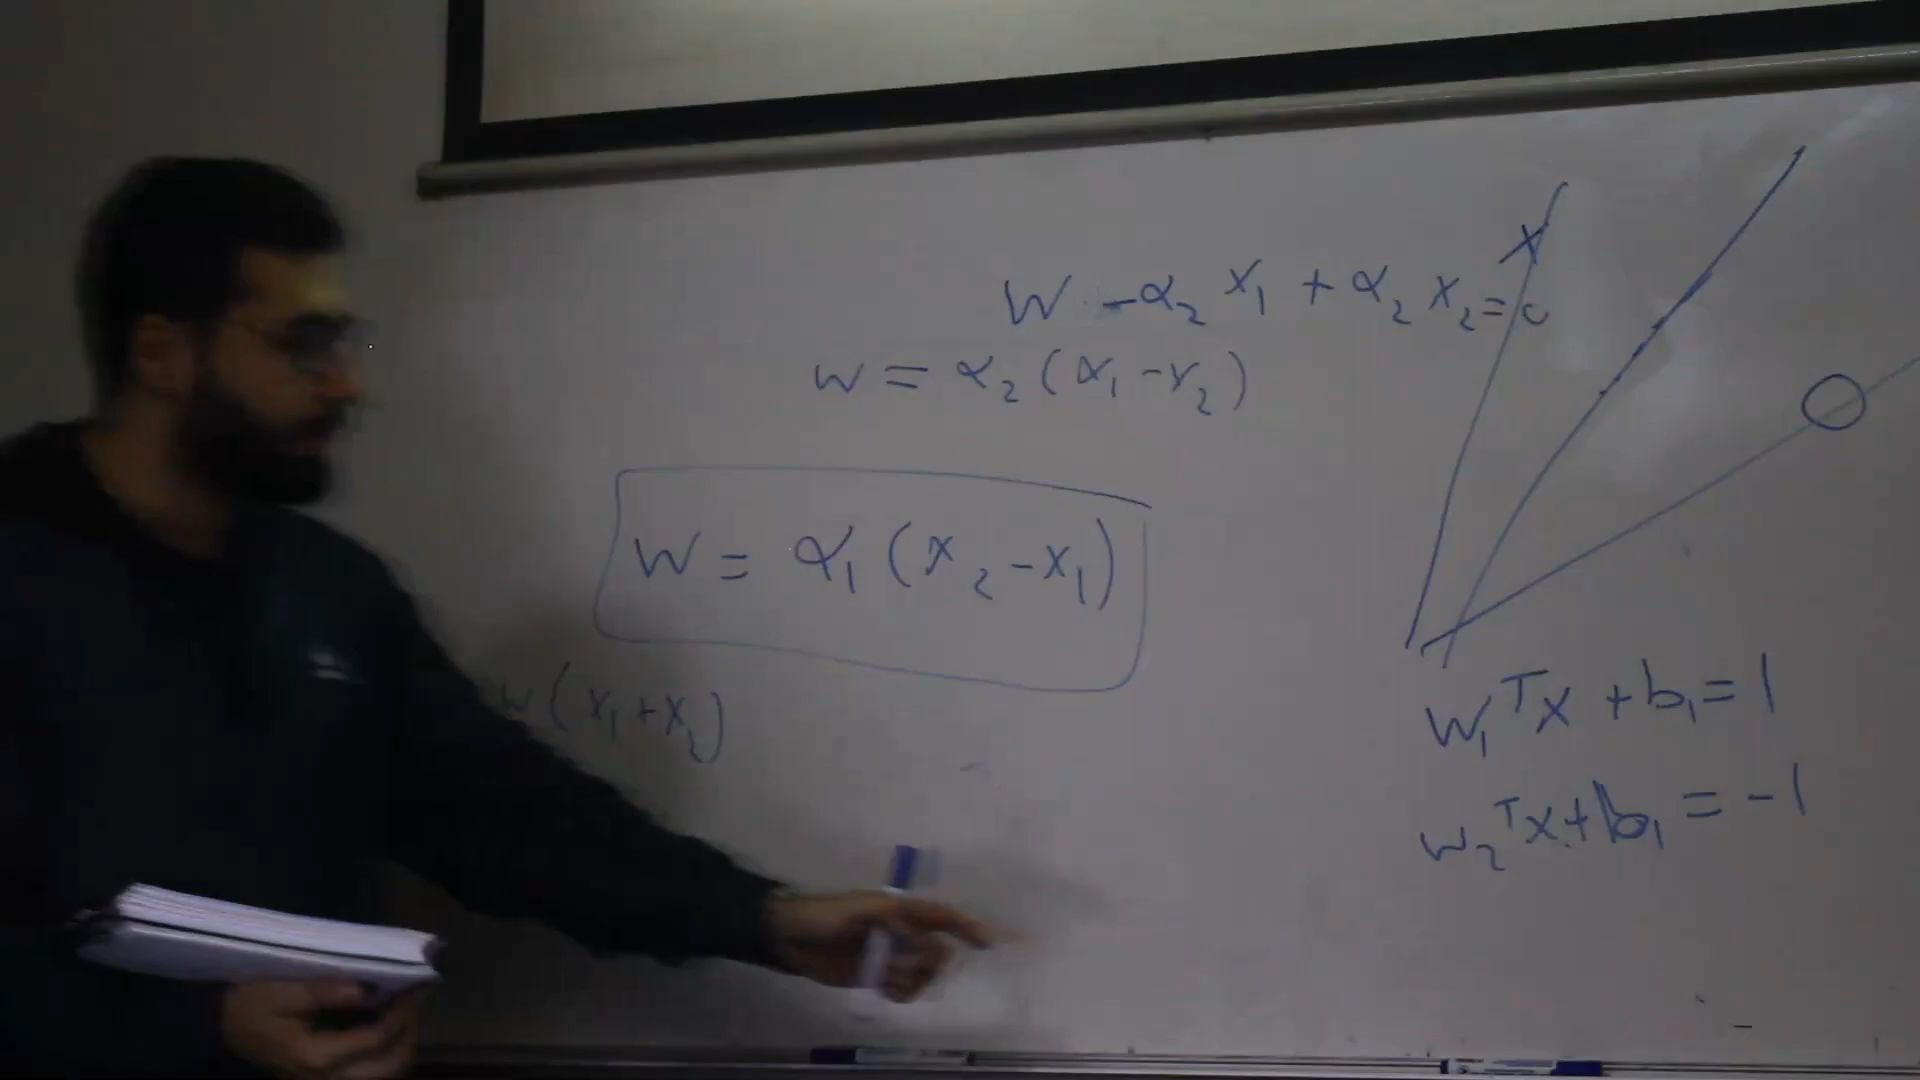 W - α₂ x₁ + α₂ x₂ = 0
w = α₂ (x₁ - x₂)
W = α₁ (x₂ - x₁)
w (x₁ + x₂)
W₁ᵀx + b₁ = 1
w₂ᵀx + b₁ = -1